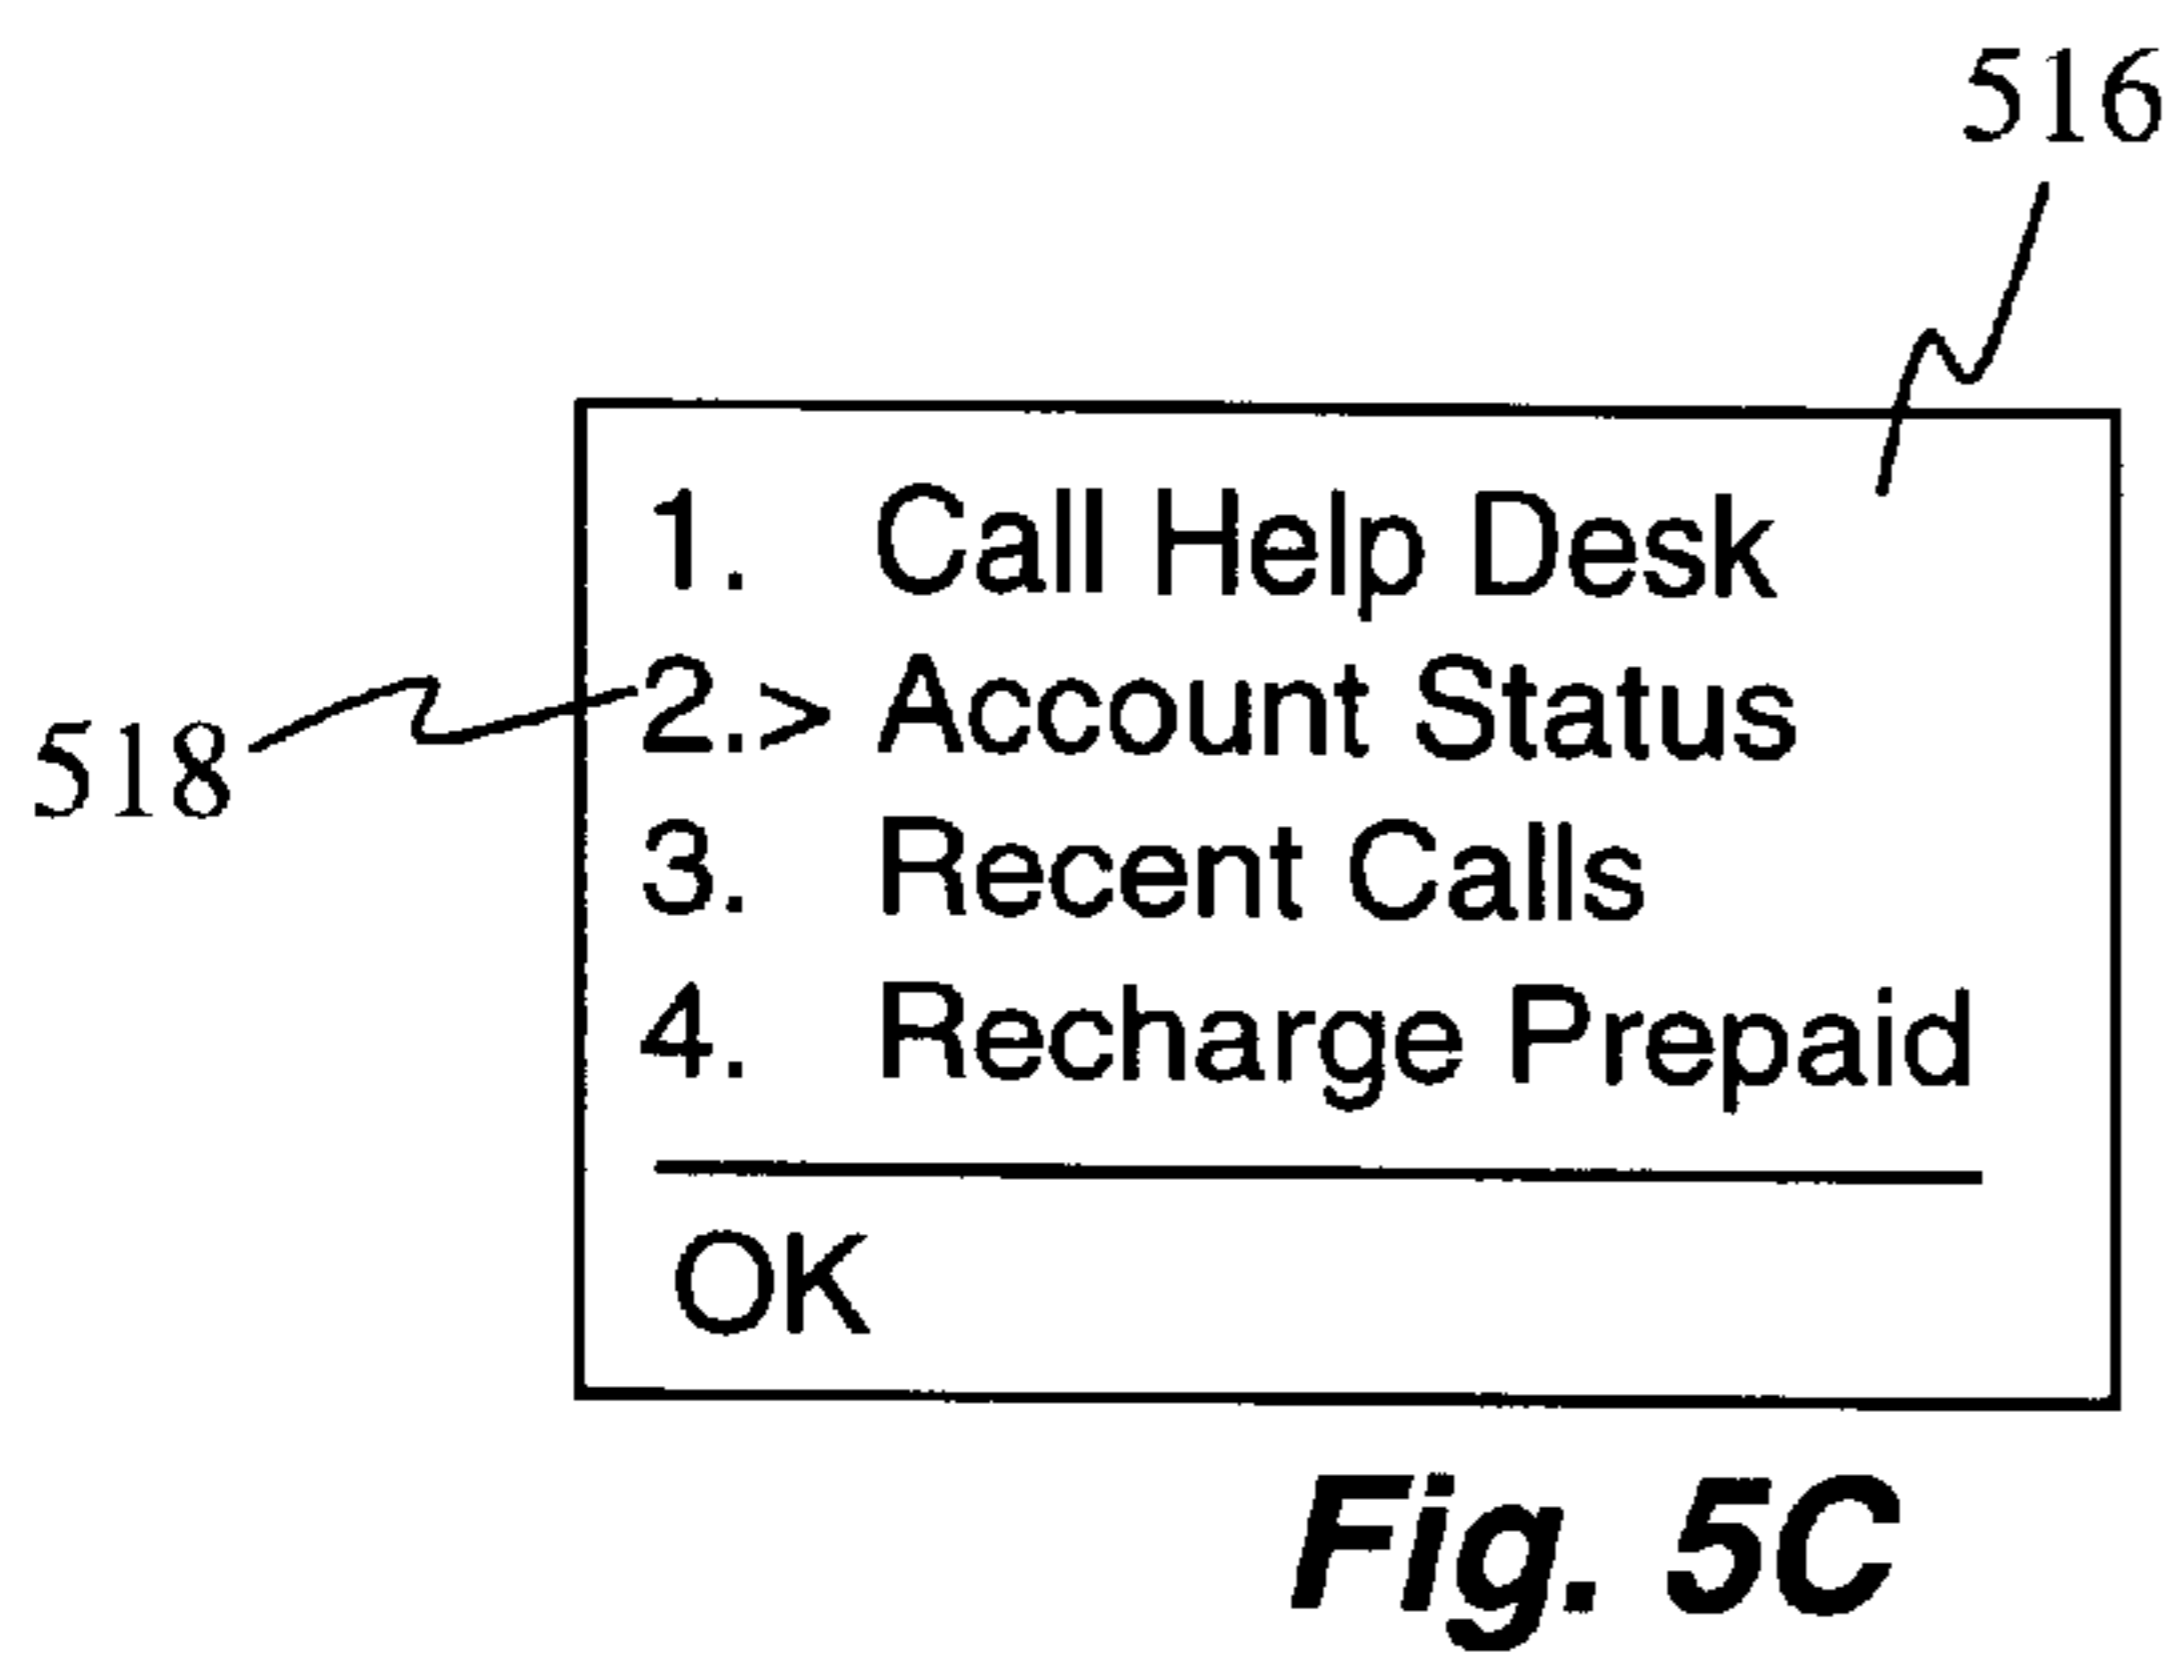 516
1. Call Help Desk
2.> Account Status
518
3. Recent Calls
4. Recharge Prepaid
OK
Fig. 5C